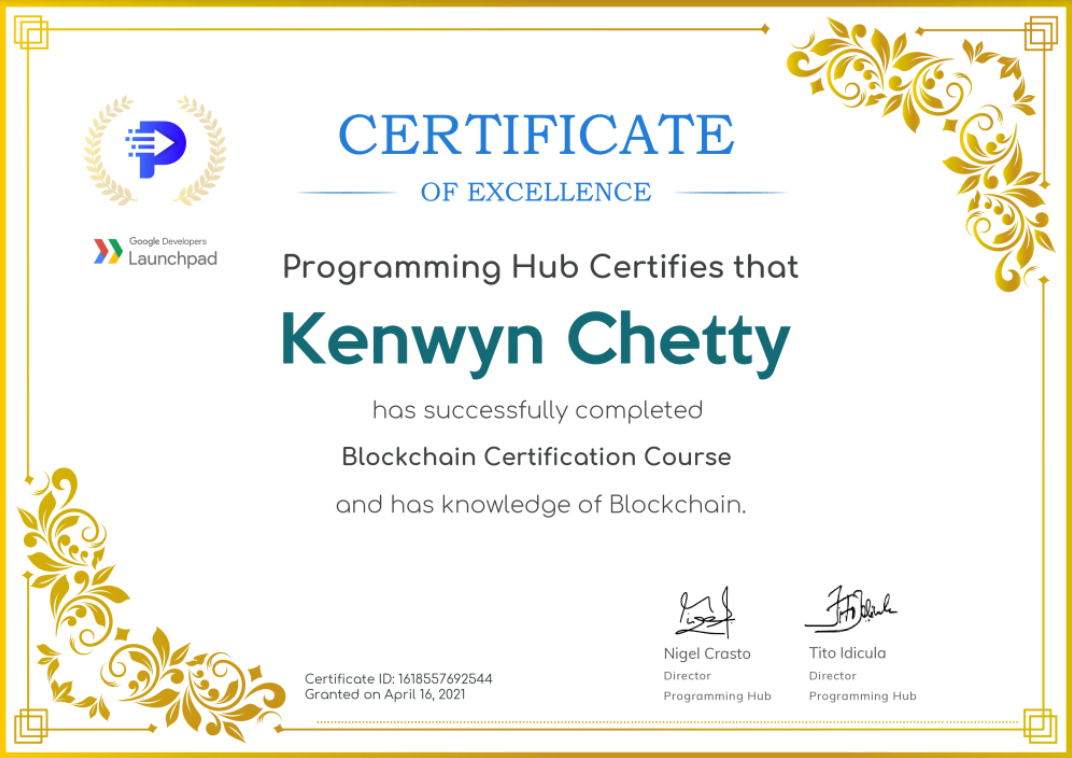 CERTIFICATE
OF EXCELLENCE
Google Developers
Launchpad
Programming Hub Certifies that
Kenwyn Chetty
has successfully completed
Blockchain Certification Course
and has knowledge of Blockchain.
Certificate ID: 1618557692544
Granted on April 16, 2021
Nigel Crasto
Director
Programming Hub
Tito Idicula
Director
Programming Hub